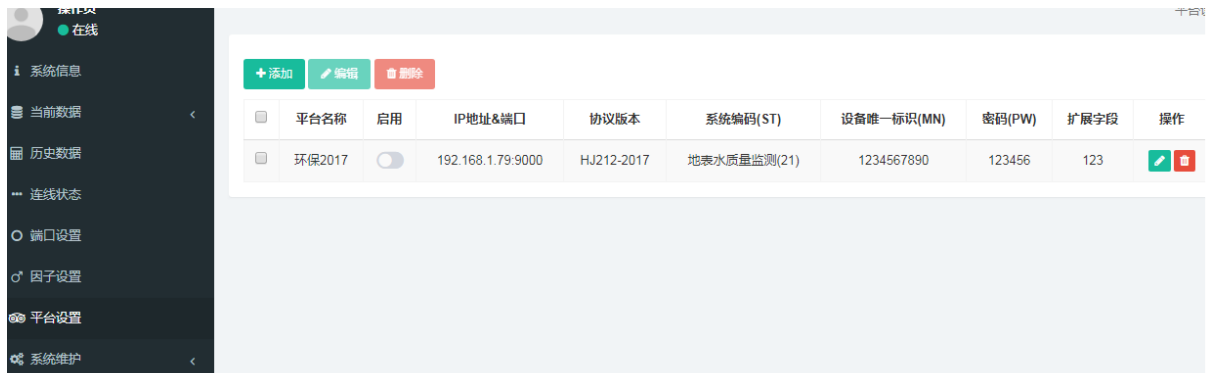 操作员
在线
平台设
系统信息
当前数据
历史数据
连线状态
端口设置
因子设置
平台设置
系统维护
添加 编辑 删除
平台名称 启用 IP地址&端口 协议版本 系统编码(ST) 设备唯一标识(MN) 密码(PW) 扩展字段 操作
环保2017 192.168.1.79:9000 HJ212-2017 地表水质量监测(21) 1234567890 123456 123